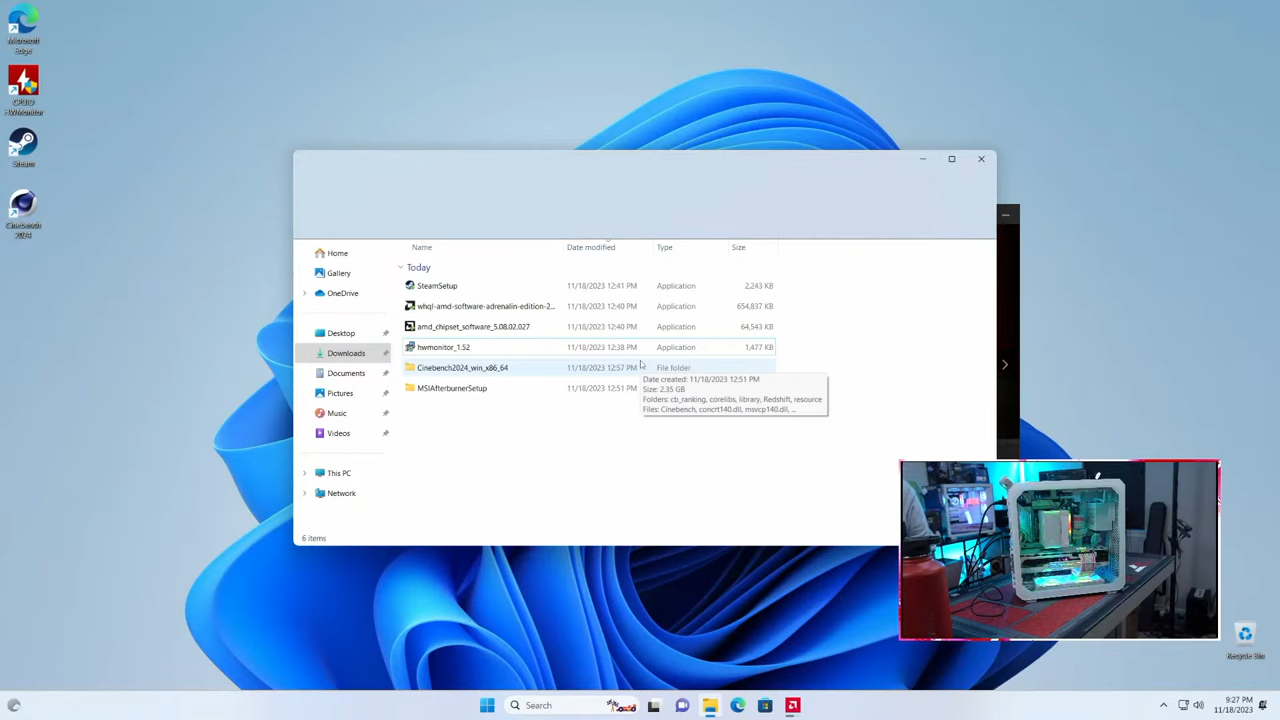 Microsoft
Edge
CPUID
HWMonitor
Steam
Cinebench
2024
Home
Gallery
OneDrive
Desktop
Downloads
Documents
Pictures
Music
Videos
This PC
Network
6 items
Name Date modified Type Size
Today
SteamSetup 11/18/2023 12:41 PM Application 2,243 KB
whql-amd-software-adrenalin-edition-2... 11/18/2023 12:40 PM Application 654,837 KB
amd_chipset_software_5.08.02.027 11/18/2023 12:40 PM Application 64,543 KB
hwmonitor_1.52 11/18/2023 12:38 PM Application 1,477 KB
Cinebench2024_win_x86_64 11/18/2023 12:57 PM File folder
MSIAfterburnerSetup 11/18/2023 12:51 PM
Date created: 11/18/2023 12:51 PM
Size: 2.35 GB
Folders: cb_ranking, corelibs, library, Redshift, resource
Files: Cinebench, concrt140.dll, msvcp140.dll, ...
Recycle Bin
Search
9:27 PM
11/18/2023